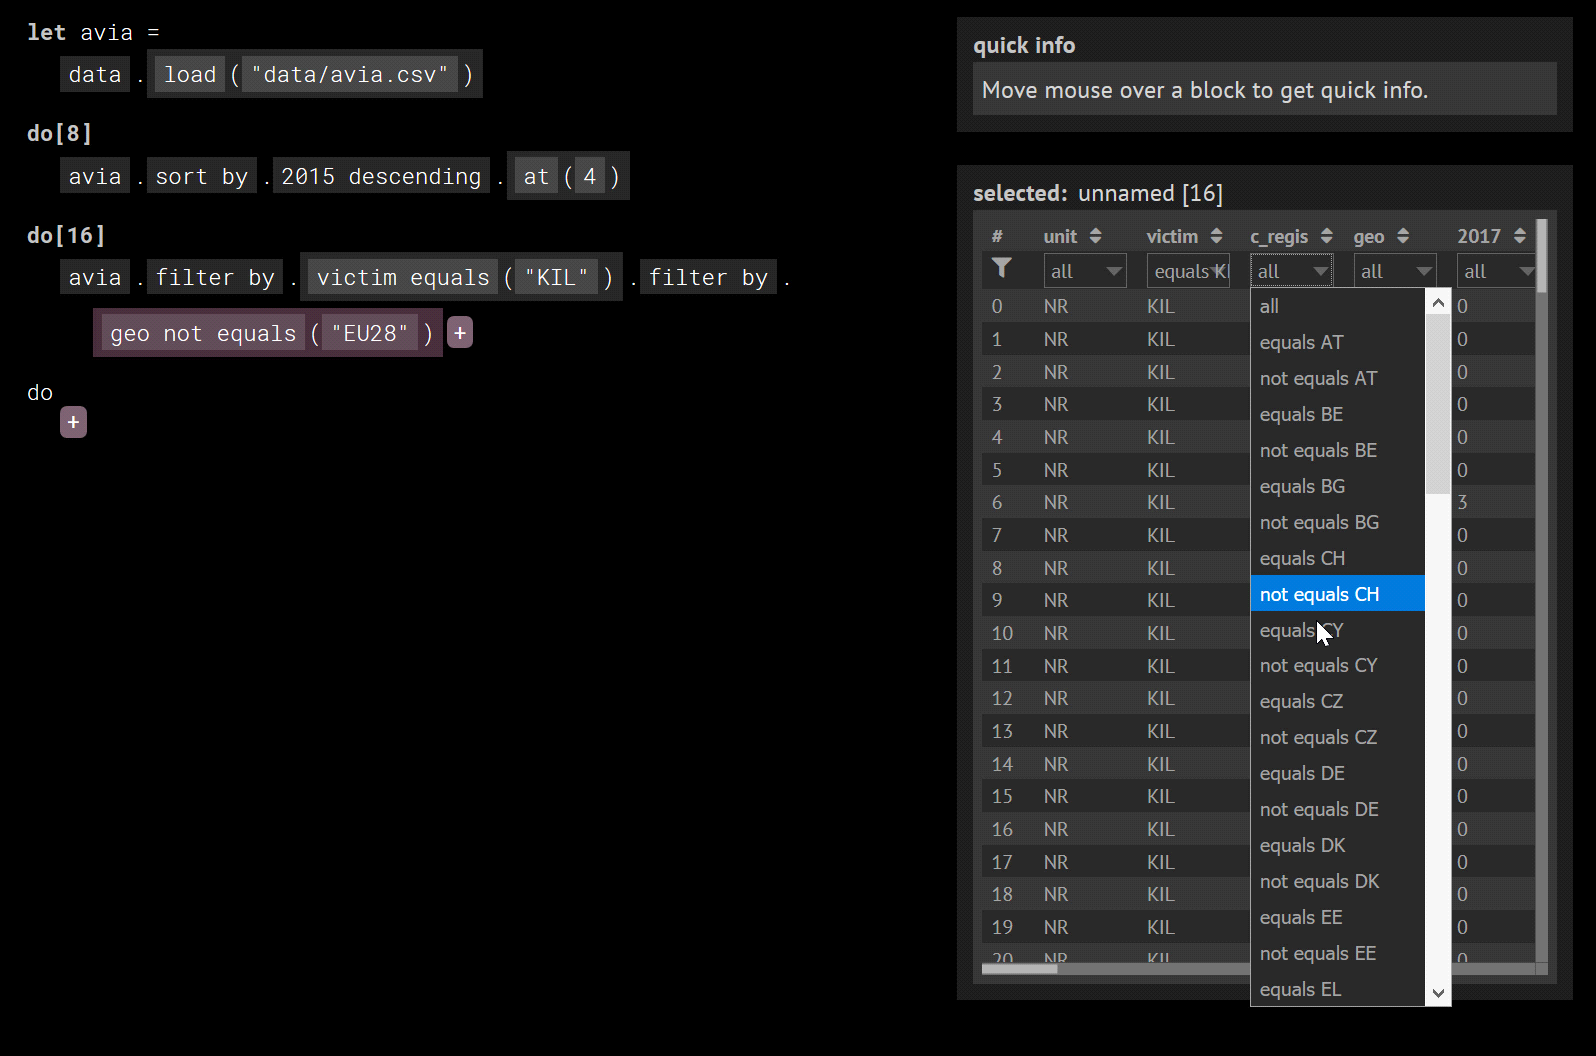 let avia =
data . load ( "data/avia.csv" )
do[8]
avia . sort by . 2015 descending . at ( 4 )
do[16]
avia . filter by . victim equals ( "KIL" ) . filter by .
geo not equals ( "EU28" ) +
do
+
quick info
Move mouse over a block to get quick info.
selected: unnamed [16]
# unit victim c_regis geo 2017
all equals K all all all
0 NR KIL 0
1 NR KIL 0
2 NR KIL 0
3 NR KIL 0
4 NR KIL 0
5 NR KIL 0
6 NR KIL 3
7 NR KIL 0
8 NR KIL 0
9 NR KIL 0
10 NR KIL 0
11 NR KIL 0
12 NR KIL 0
13 NR KIL 0
14 NR KIL 0
15 NR KIL 0
16 NR KIL 0
17 NR KIL 0
18 NR KIL 0
19 NR KIL 0
20 NR KIL 0
all
equals AT
not equals AT
equals BE
not equals BE
equals BG
not equals BG
equals CH
not equals CH
equals CY
not equals CY
equals CZ
not equals CZ
equals DE
not equals DE
equals DK
not equals DK
equals EE
not equals EE
equals EL